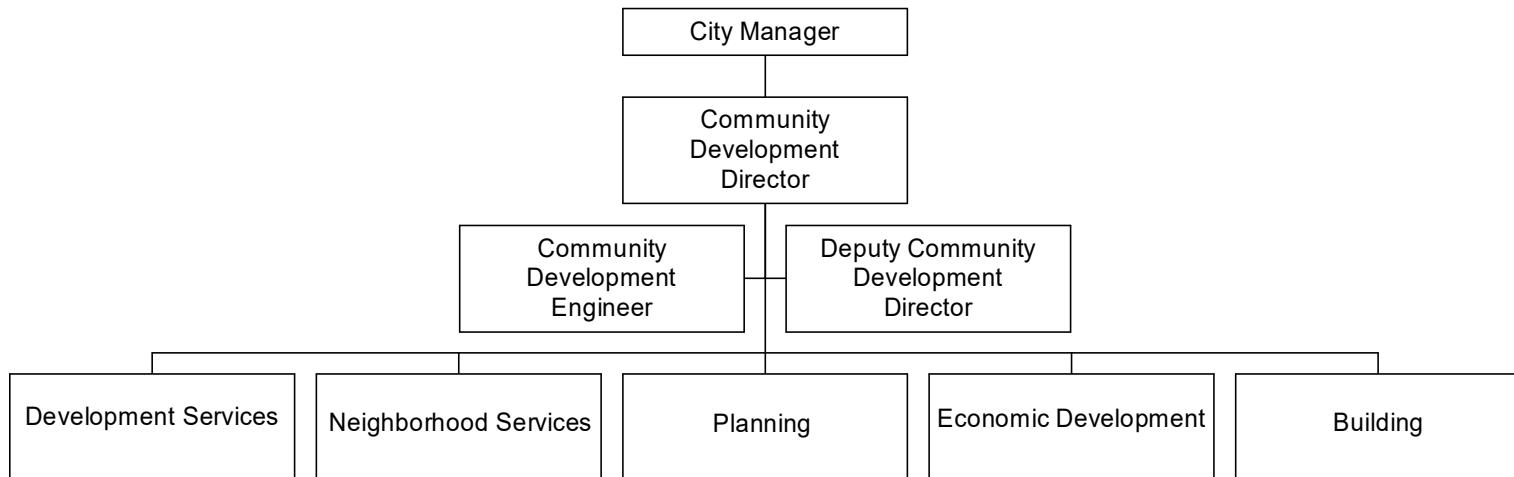 City Manager
Community
Development
Director
Community
Development
Engineer
Deputy Community
Development
Director
Development Services
Neighborhood Services
Planning
Economic Development
Building